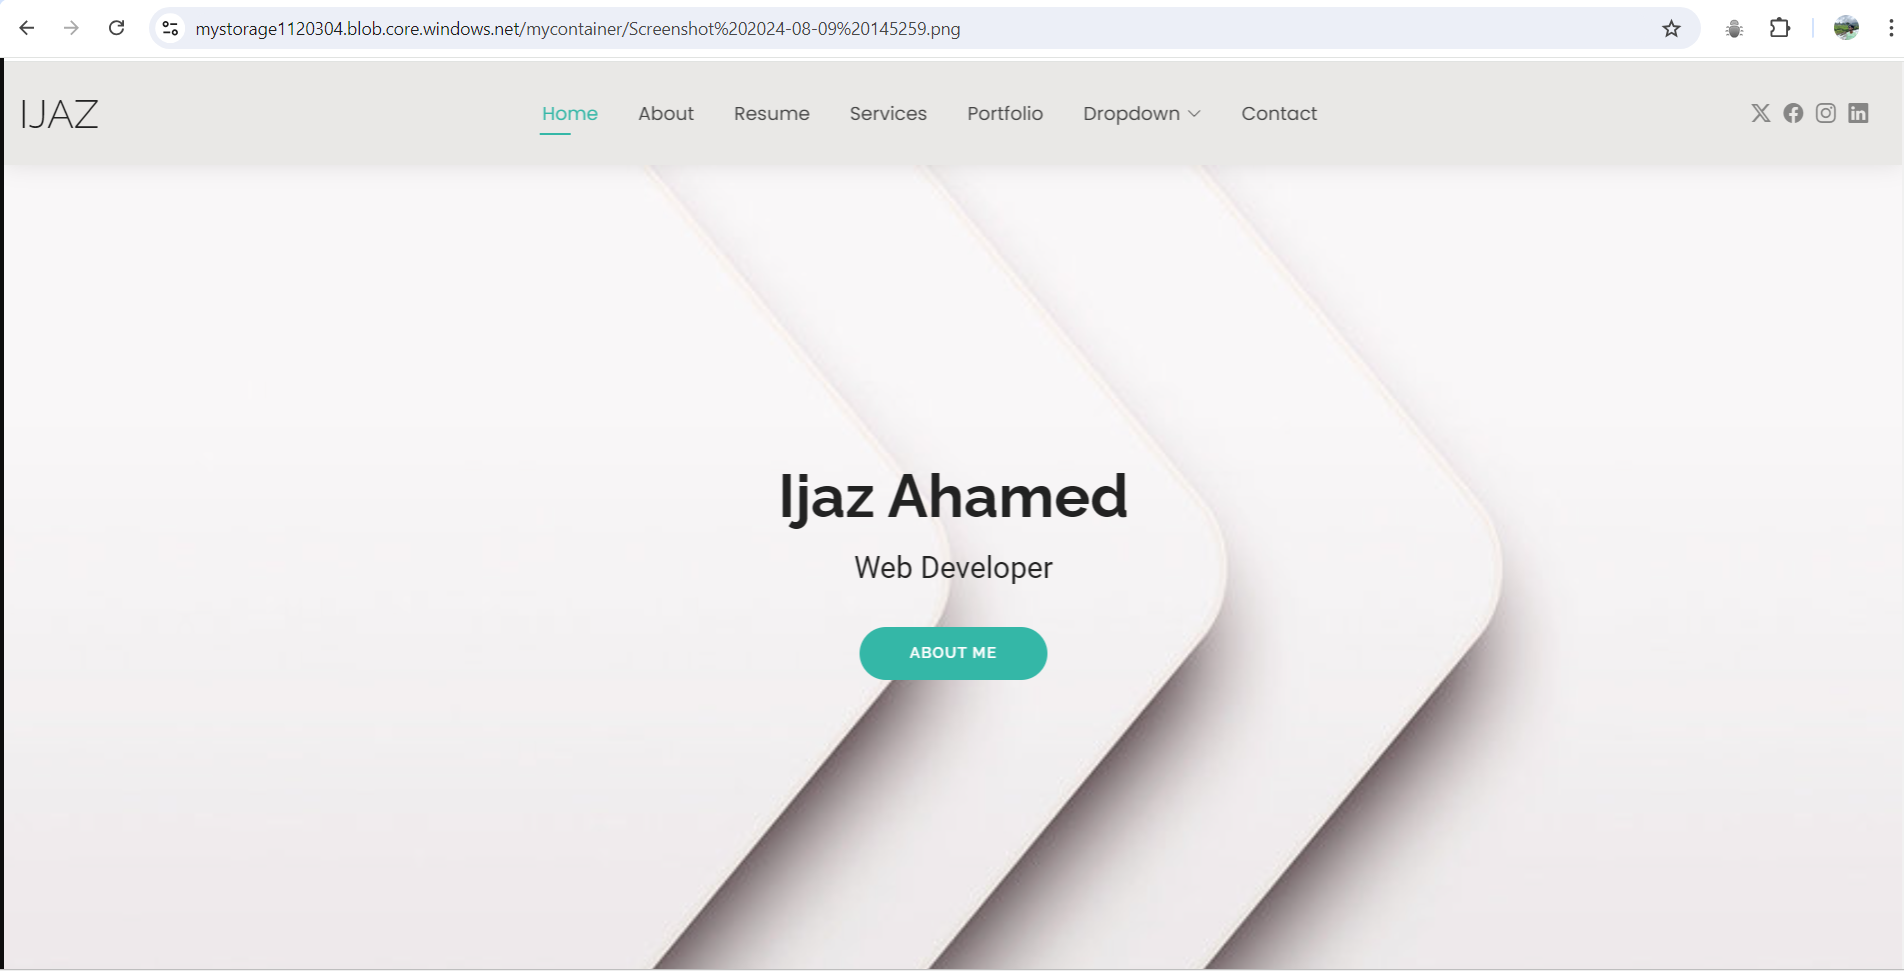 mystorage1120304.blob.core.windows.net/mycontainer/Screenshot%202024-08-09%20145259.png
IJAZ
Home About Resume Services Portfolio Dropdown Contact
Ijaz Ahamed
Web Developer
ABOUT ME